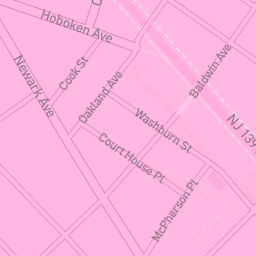 Hoboken Ave
Newark Ave
Cook St
Oakland Ave
Baldwin Ave
Washburn St
NJ 139
Court House Pl
McPherson Pl